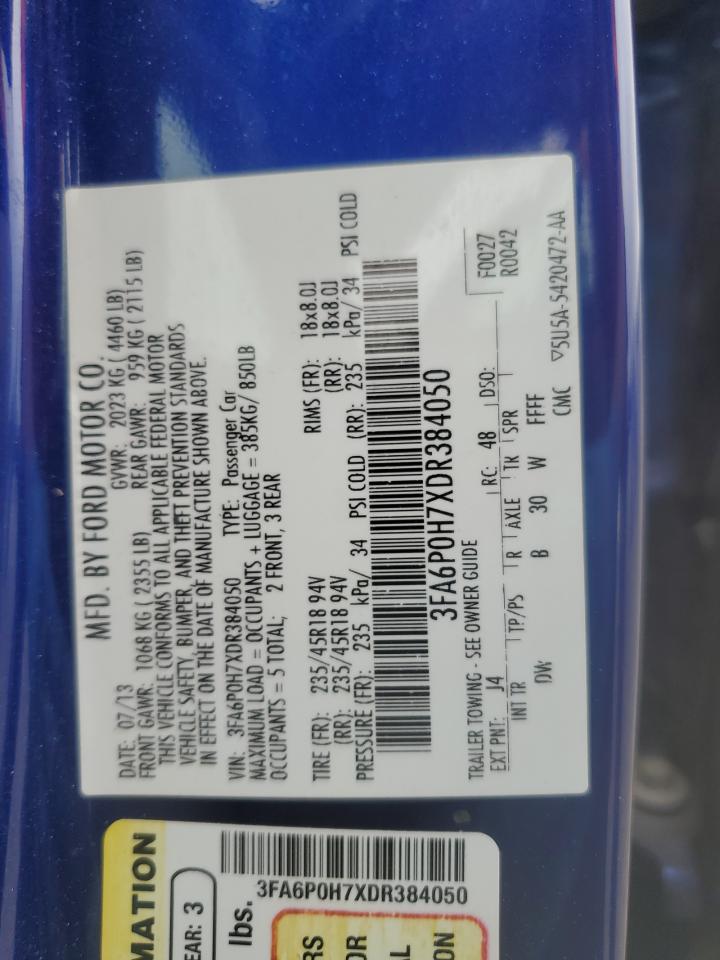 MFD. BY FORD MOTOR CO.
DATE: 07/13 GVWR: 2023 KG ( 4460 LB)
FRONT GAWR: 1068 KG ( 2355 LB) REAR GAWR: 959 KG ( 2115 LB)
THIS VEHICLE CONFORMS TO ALL APPLICABLE FEDERAL MOTOR
VEHICLE SAFETY, BUMPER, AND THEFT PREVENTION STANDARDS
IN EFFECT ON THE DATE OF MANUFACTURE SHOWN ABOVE.
VIN: 3FA6P0H7XDR384050 TYPE: Passenger Car
MAXIMUM LOAD = OCCUPANTS + LUGGAGE = 385KG/ 850LB
OCCUPANTS = 5 TOTAL; 2 FRONT, 3 REAR
TIRE (FR): 235/45R18 94V RIMS (FR): 18x8.0J
(RR): 235/45R18 94V (RR): 18x8.0J
PRESSURE (FR): 235 kPa/ 34 PSI COLD (RR): 235 kPa/ 34 PSI COLD
3FA6P0H7XDR384050
TRAILER TOWING - SEE OWNER GUIDE
EXT PNT: J4 RC: 48 DSO: F0027
R0042
INT TR TP/PS R AXLE TR SPR
DW B 30 W FFFF
CMC ▽5U5A-5420472-AA
MATION
EAR: 3
lbs.
3FA6P0H7XDR384050
RS
OR
AL
ON